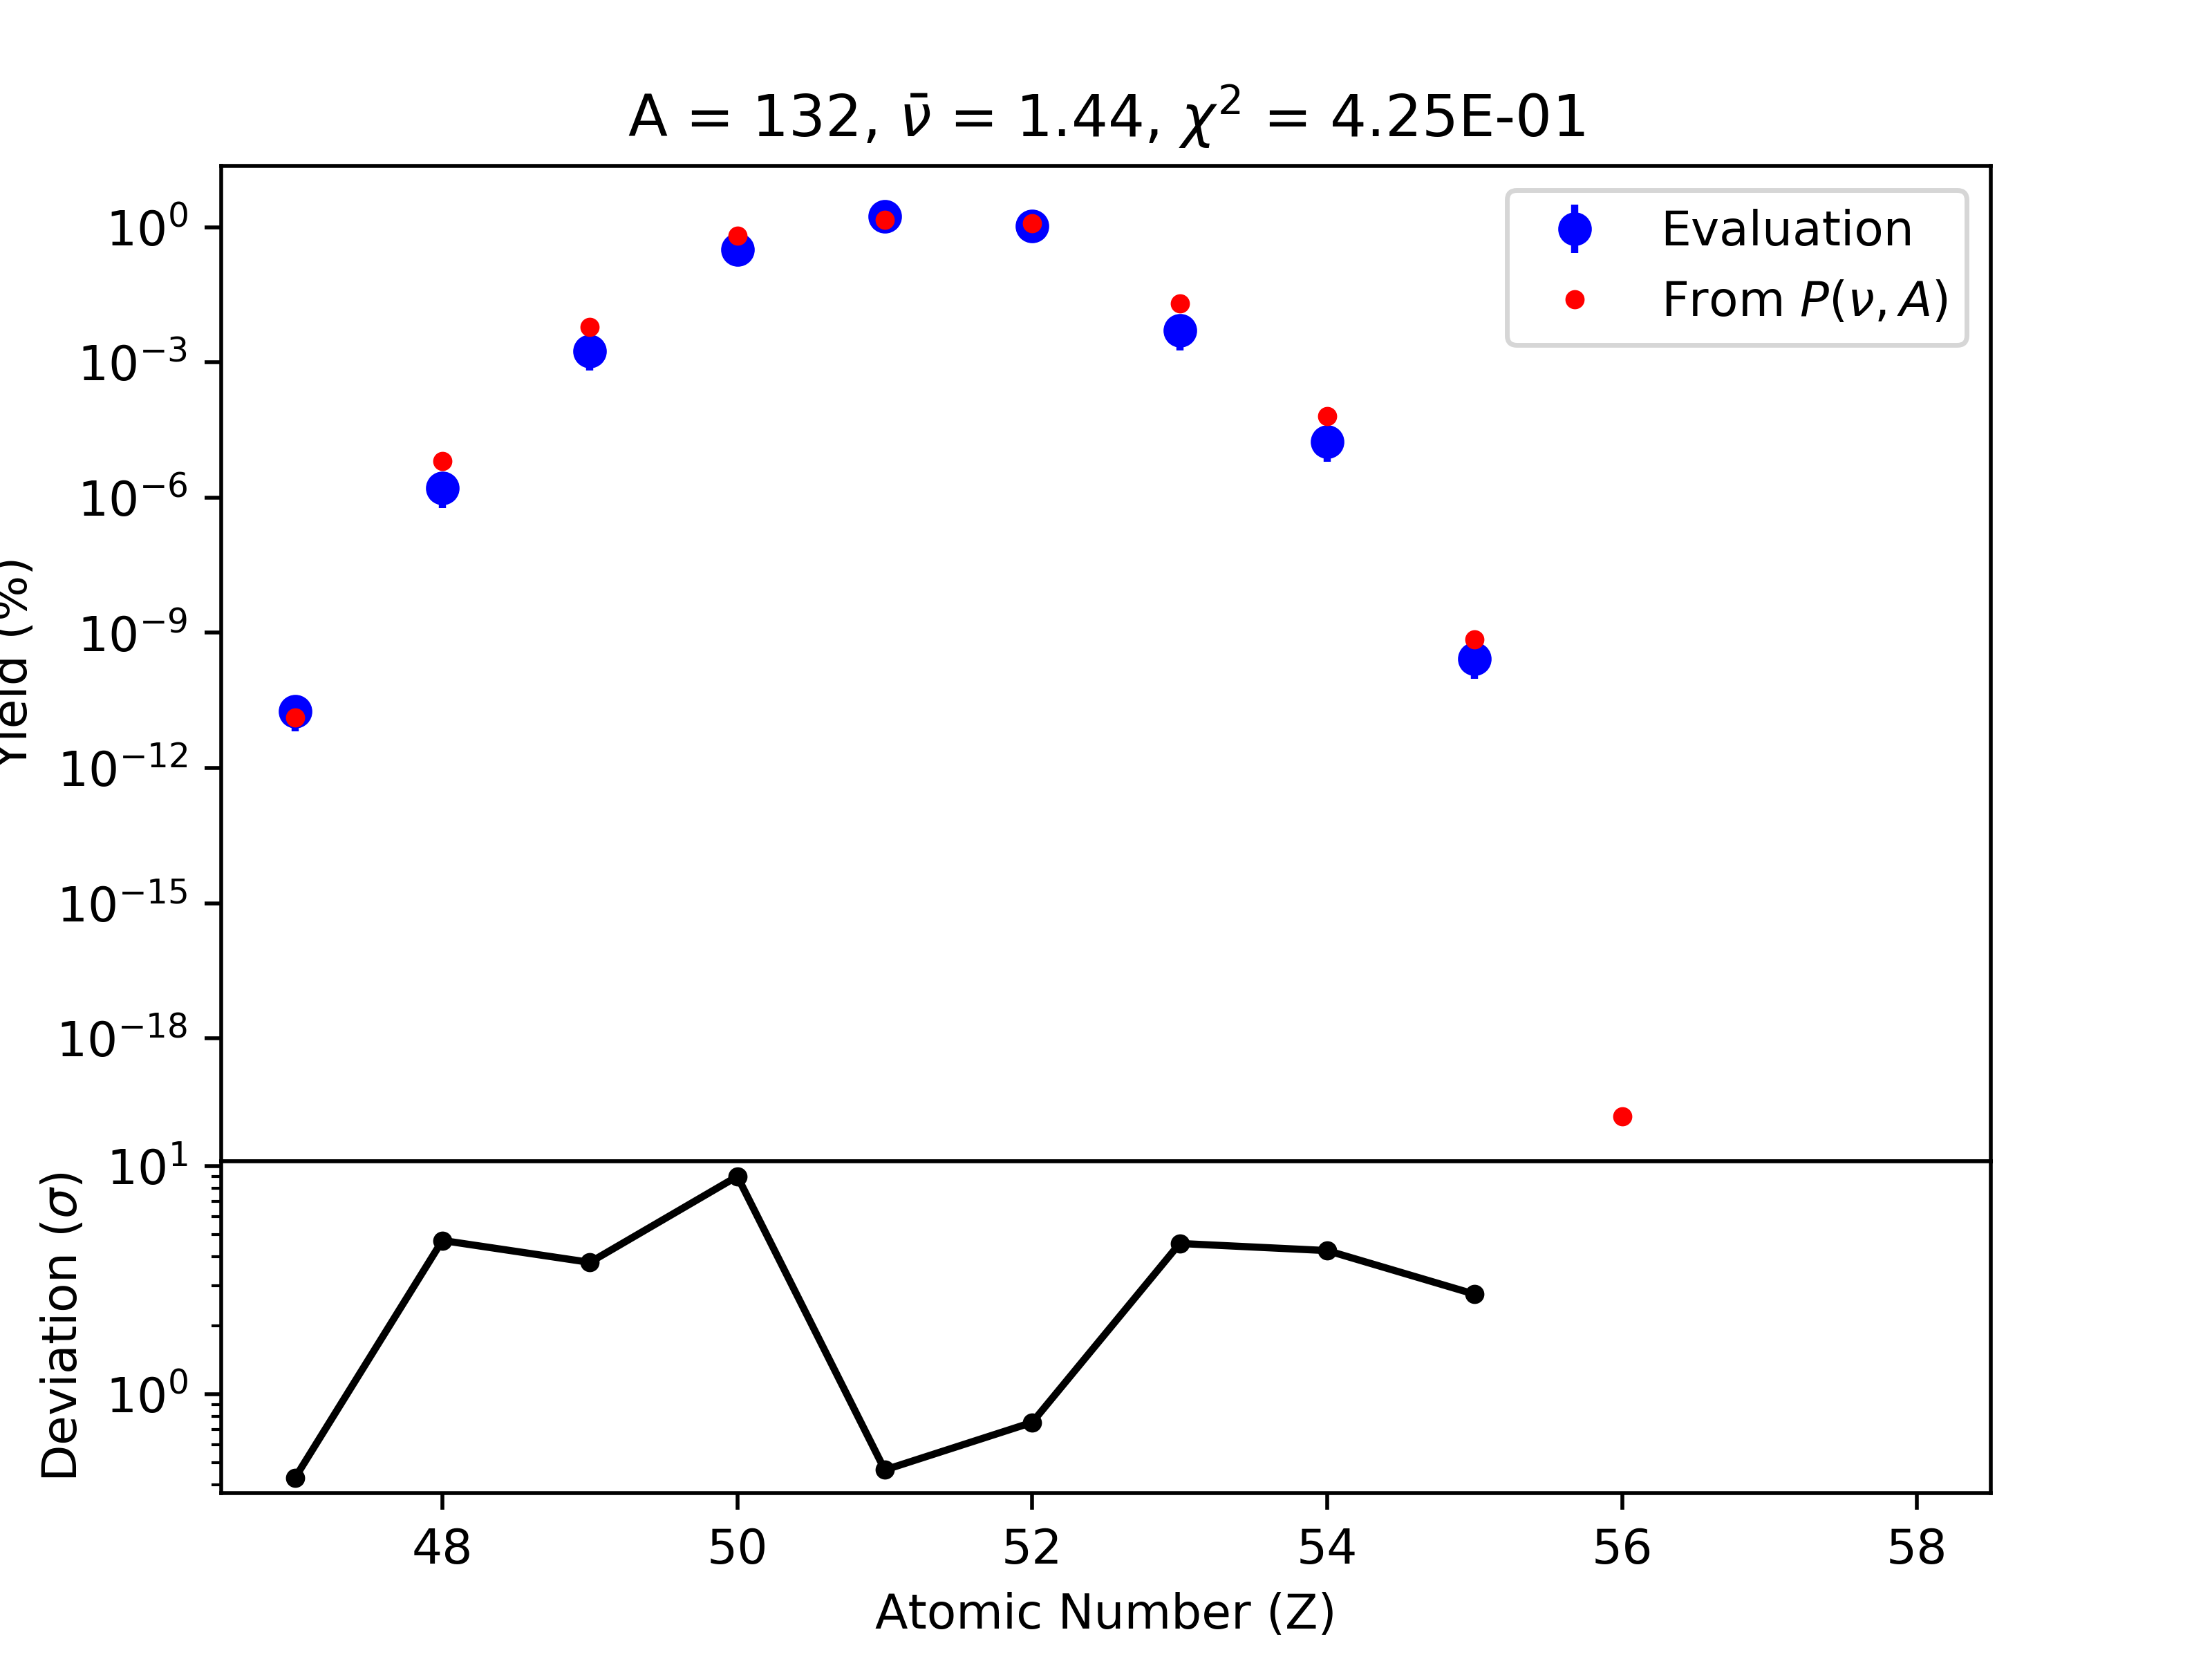 A = 132, ν̄ = 1.44, χ² = 4.25E-01
Evaluation
From P(ν, A)
Yield (%)
10⁰
10⁻³
10⁻⁶
10⁻⁹
10⁻¹²
10⁻¹⁵
10⁻¹⁸
Deviation (σ)
10¹
10⁰
48 50 52 54 56 58
Atomic Number (Z)